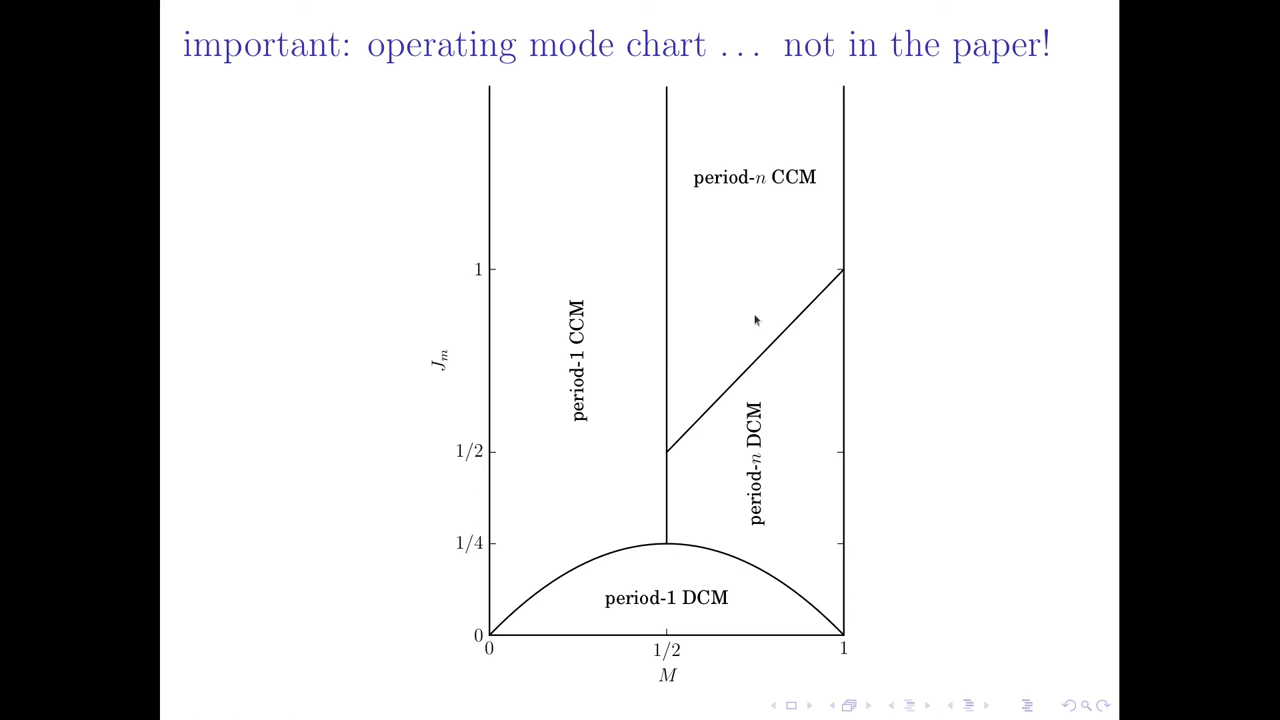 important: operating mode chart ... not in the paper!
period-n CCM
1
period-1 CCM
J_m
1/2
period-n DCM
1/4
period-1 DCM
0
0
1/2
1
M